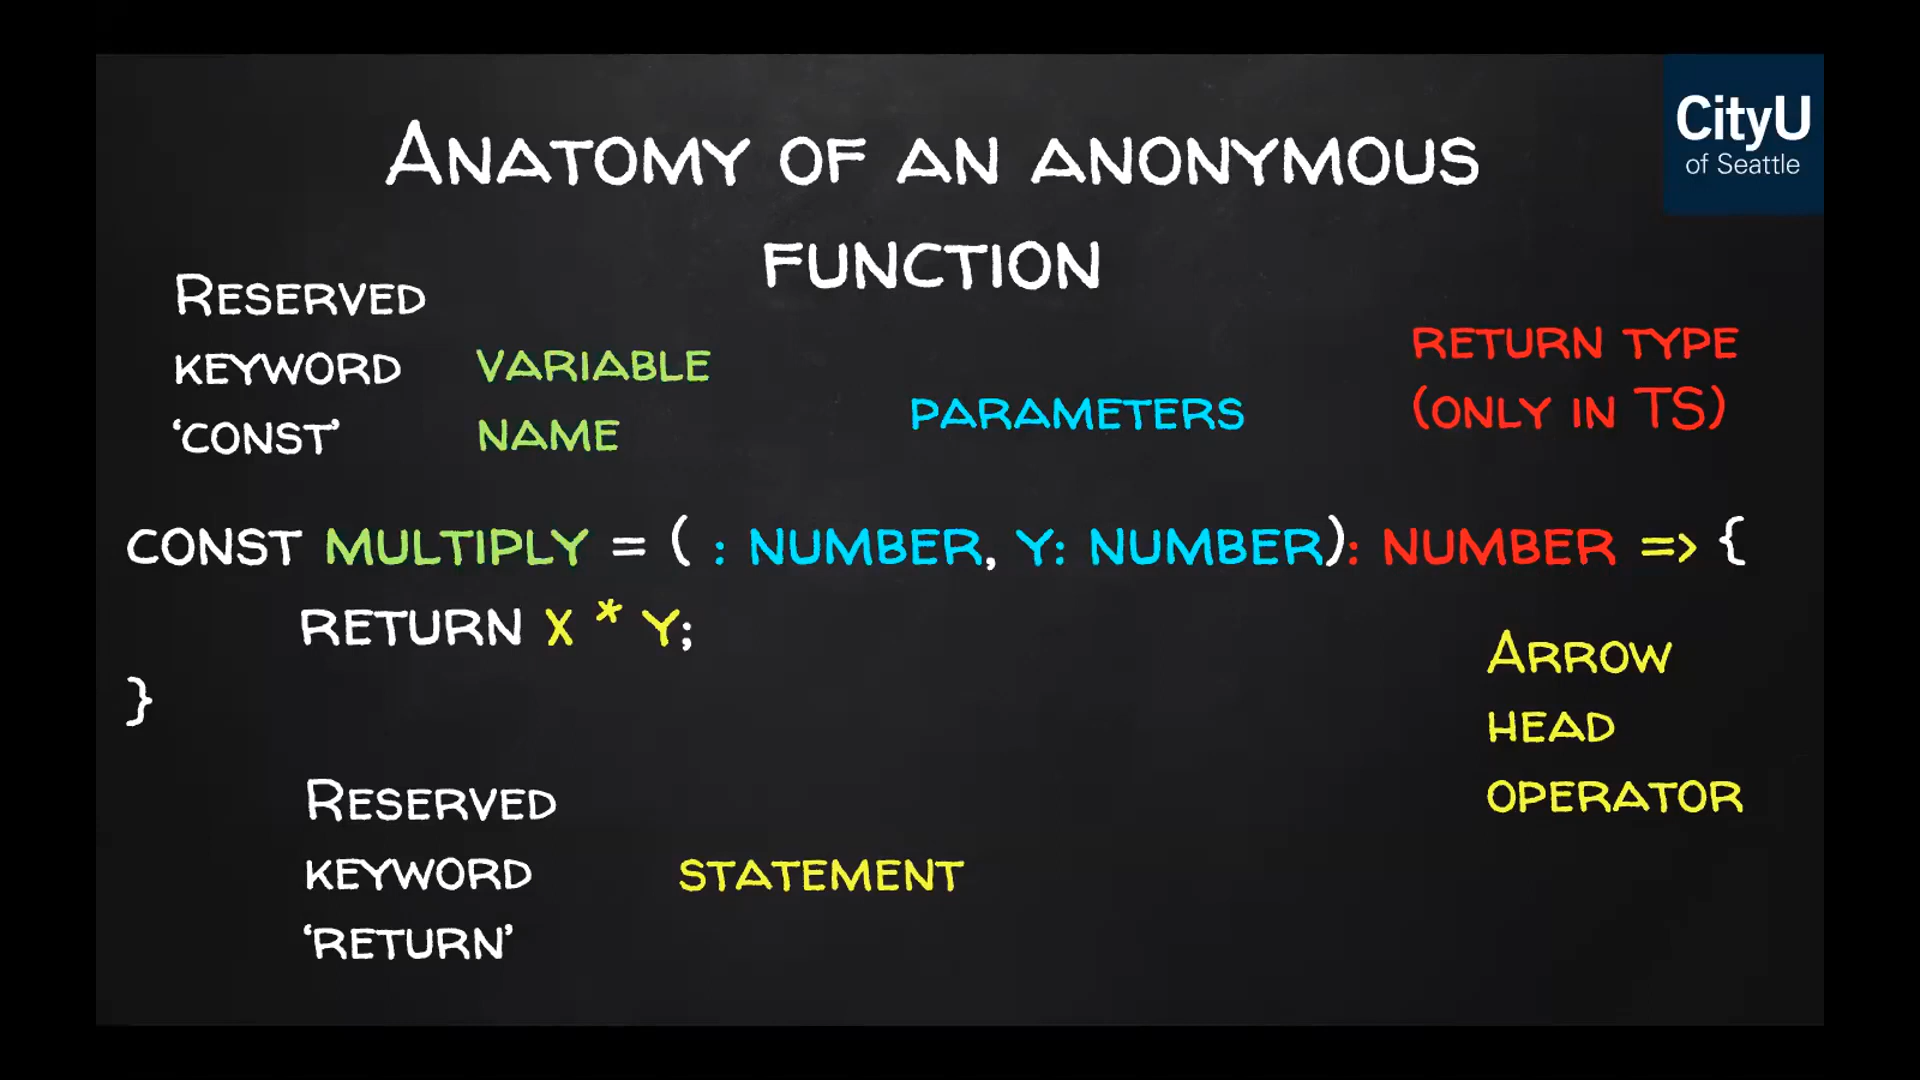 CityU
of Seattle
ANATOMY OF AN ANONYMOUS
FUNCTION
RESERVED
KEYWORD
‘CONST’
VARIABLE
NAME
PARAMETERS
RETURN TYPE
(ONLY IN TS)
CONST MULTIPLY = ( : NUMBER, Y: NUMBER): NUMBER => {
RETURN X * Y;
}
ARROW
HEAD
OPERATOR
RESERVED
KEYWORD
‘RETURN’
STATEMENT